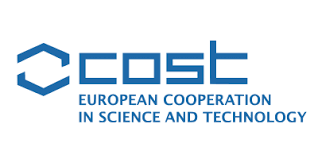 cost
EUROPEAN COOPERATION
IN SCIENCE AND TECHNOLOGY